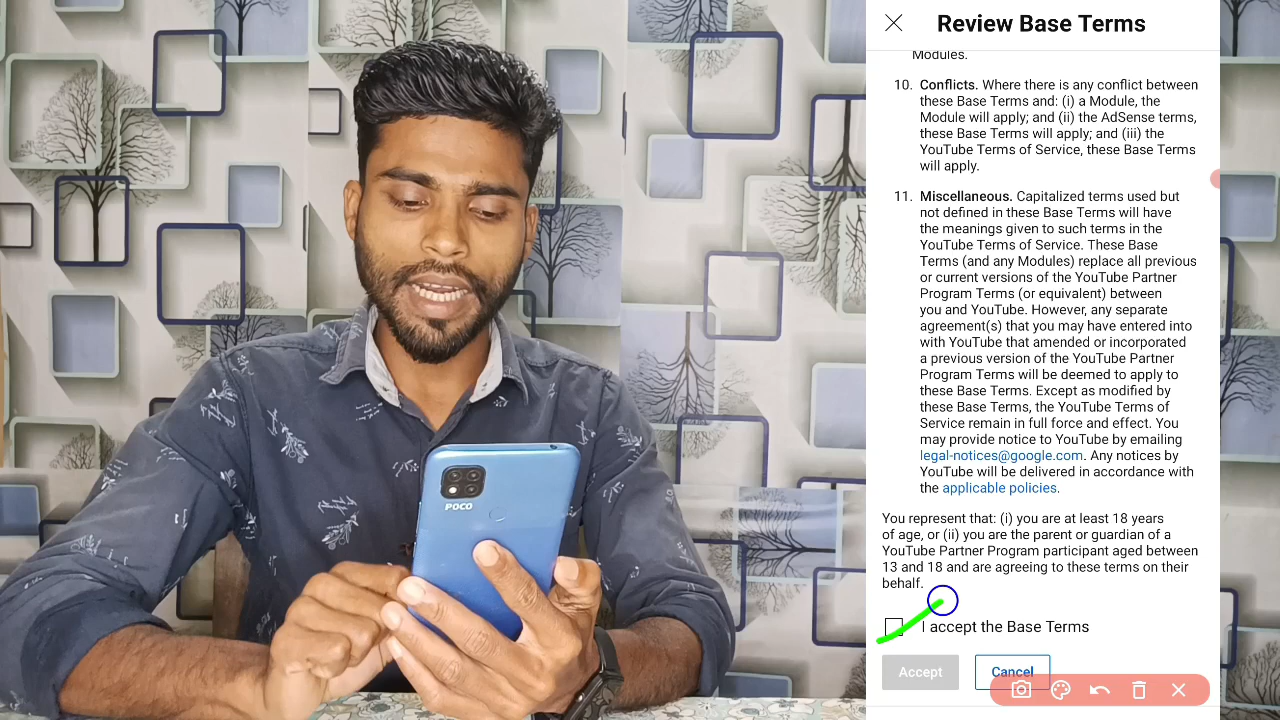 Review Base Terms
Modules.
10. Conflicts. Where there is any conflict between
these Base Terms and: (i) a Module, the
Module will apply; and (ii) the AdSense terms,
these Base Terms will apply; and (iii) the
YouTube Terms of Service, these Base Terms
will apply.
11. Miscellaneous. Capitalized terms used but
not defined in these Base Terms will have
the meanings given to such terms in the
YouTube Terms of Service. These Base
Terms (and any Modules) replace all previous
or current versions of the YouTube Partner
Program Terms (or equivalent) between
you and YouTube. However, any separate
agreement(s) that you may have entered into
with YouTube that amended or incorporated
a previous version of the YouTube Partner
Program Terms will be deemed to apply to
these Base Terms. Except as modified by
these Base Terms, the YouTube Terms of
Service remain in full force and effect. You
may provide notice to YouTube by emailing
legal-notices@google.com. Any notices by
YouTube will be delivered in accordance with
the applicable policies.
You represent that: (i) you are at least 18 years
of age, or (ii) you are the parent or guardian of a
YouTube Partner Program participant aged between
13 and 18 and are agreeing to these terms on their
behalf.
I accept the Base Terms
Accept
Cancel
POCO